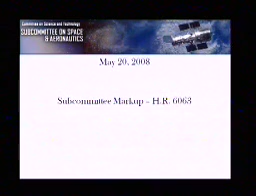 Committee on Science and Technology
SUBCOMMITTEE ON SPACE
& AERONAUTICS
May 20, 2008
Subcommittee Markup – H.R. 6063